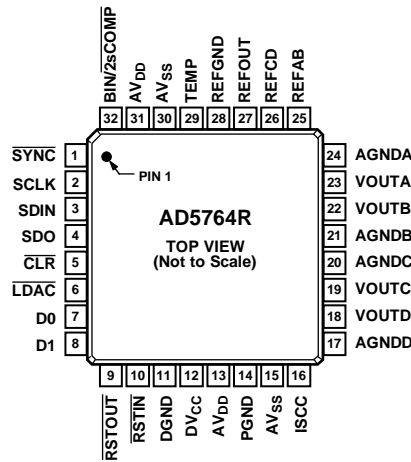 BIN/2sCOMP
AVDD
AVSS
TEMP
REFGND
REFOUT
REFCD
REFAB
32 31 30 29 28 27 26 25
SYNC 1
SCLK 2
SDIN 3
SDO 4
CLR 5
LDAC 6
D0 7
D1 8
PIN 1
AD5764R
TOP VIEW
(Not to Scale)
24 AGNDA
23 VOUTA
22 VOUTB
21 AGNDB
20 AGNDC
19 VOUTC
18 VOUTD
17 AGNDD
9 10 11 12 13 14 15 16
RSTOUT
RSTIN
DGND
DVCC
AVDD
PGND
AVSS
ISCC